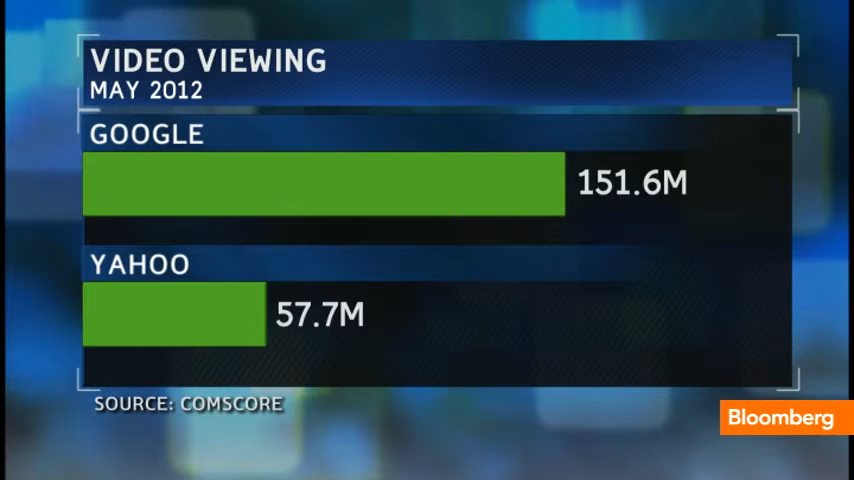 VIDEO VIEWING
MAY 2012
GOOGLE
151.6M
YAHOO
57.7M
SOURCE: COMSCORE
Bloomberg